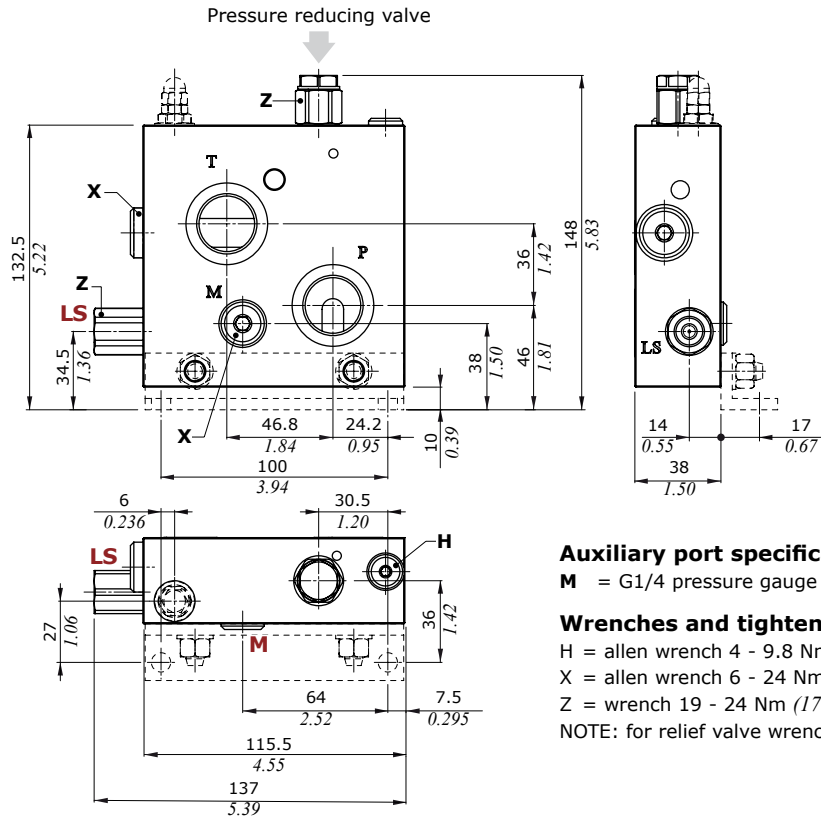 Pressure reducing valve
Z
T
X
P
M
Z
LS
X
132.5
5.22
34.5
1.36
36
1.42
38
1.50
46
1.81
148
5.83
46.8
1.84
24.2
0.95
10
0.39
100
3.94
LS
14
0.55
17
0.67
38
1.50
6
0.236
30.5
1.20
LS
H
27
1.06
M
36
1.42
64
2.52
7.5
0.295
115.5
4.55
137
5.39
Auxiliary port specific
M = G1/4 pressure gauge
Wrenches and tighten
H = allen wrench 4 - 9.8 Nm
X = allen wrench 6 - 24 Nm
Z = wrench 19 - 24 Nm (17
NOTE: for relief valve wrenc